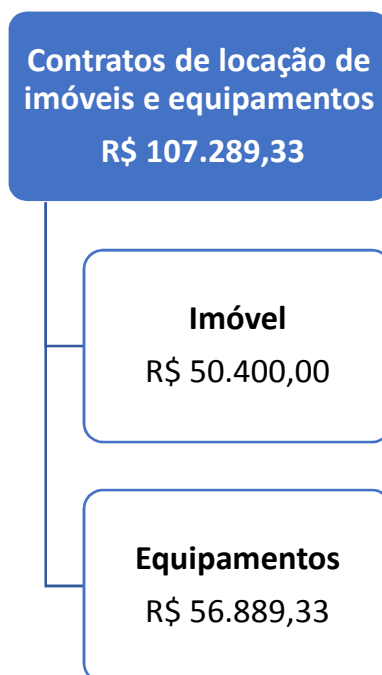 Contratos de locação de
imóveis e equipamentos
R$ 107.289,33
Imóvel
R$ 50.400,00
Equipamentos
R$ 56.889,33